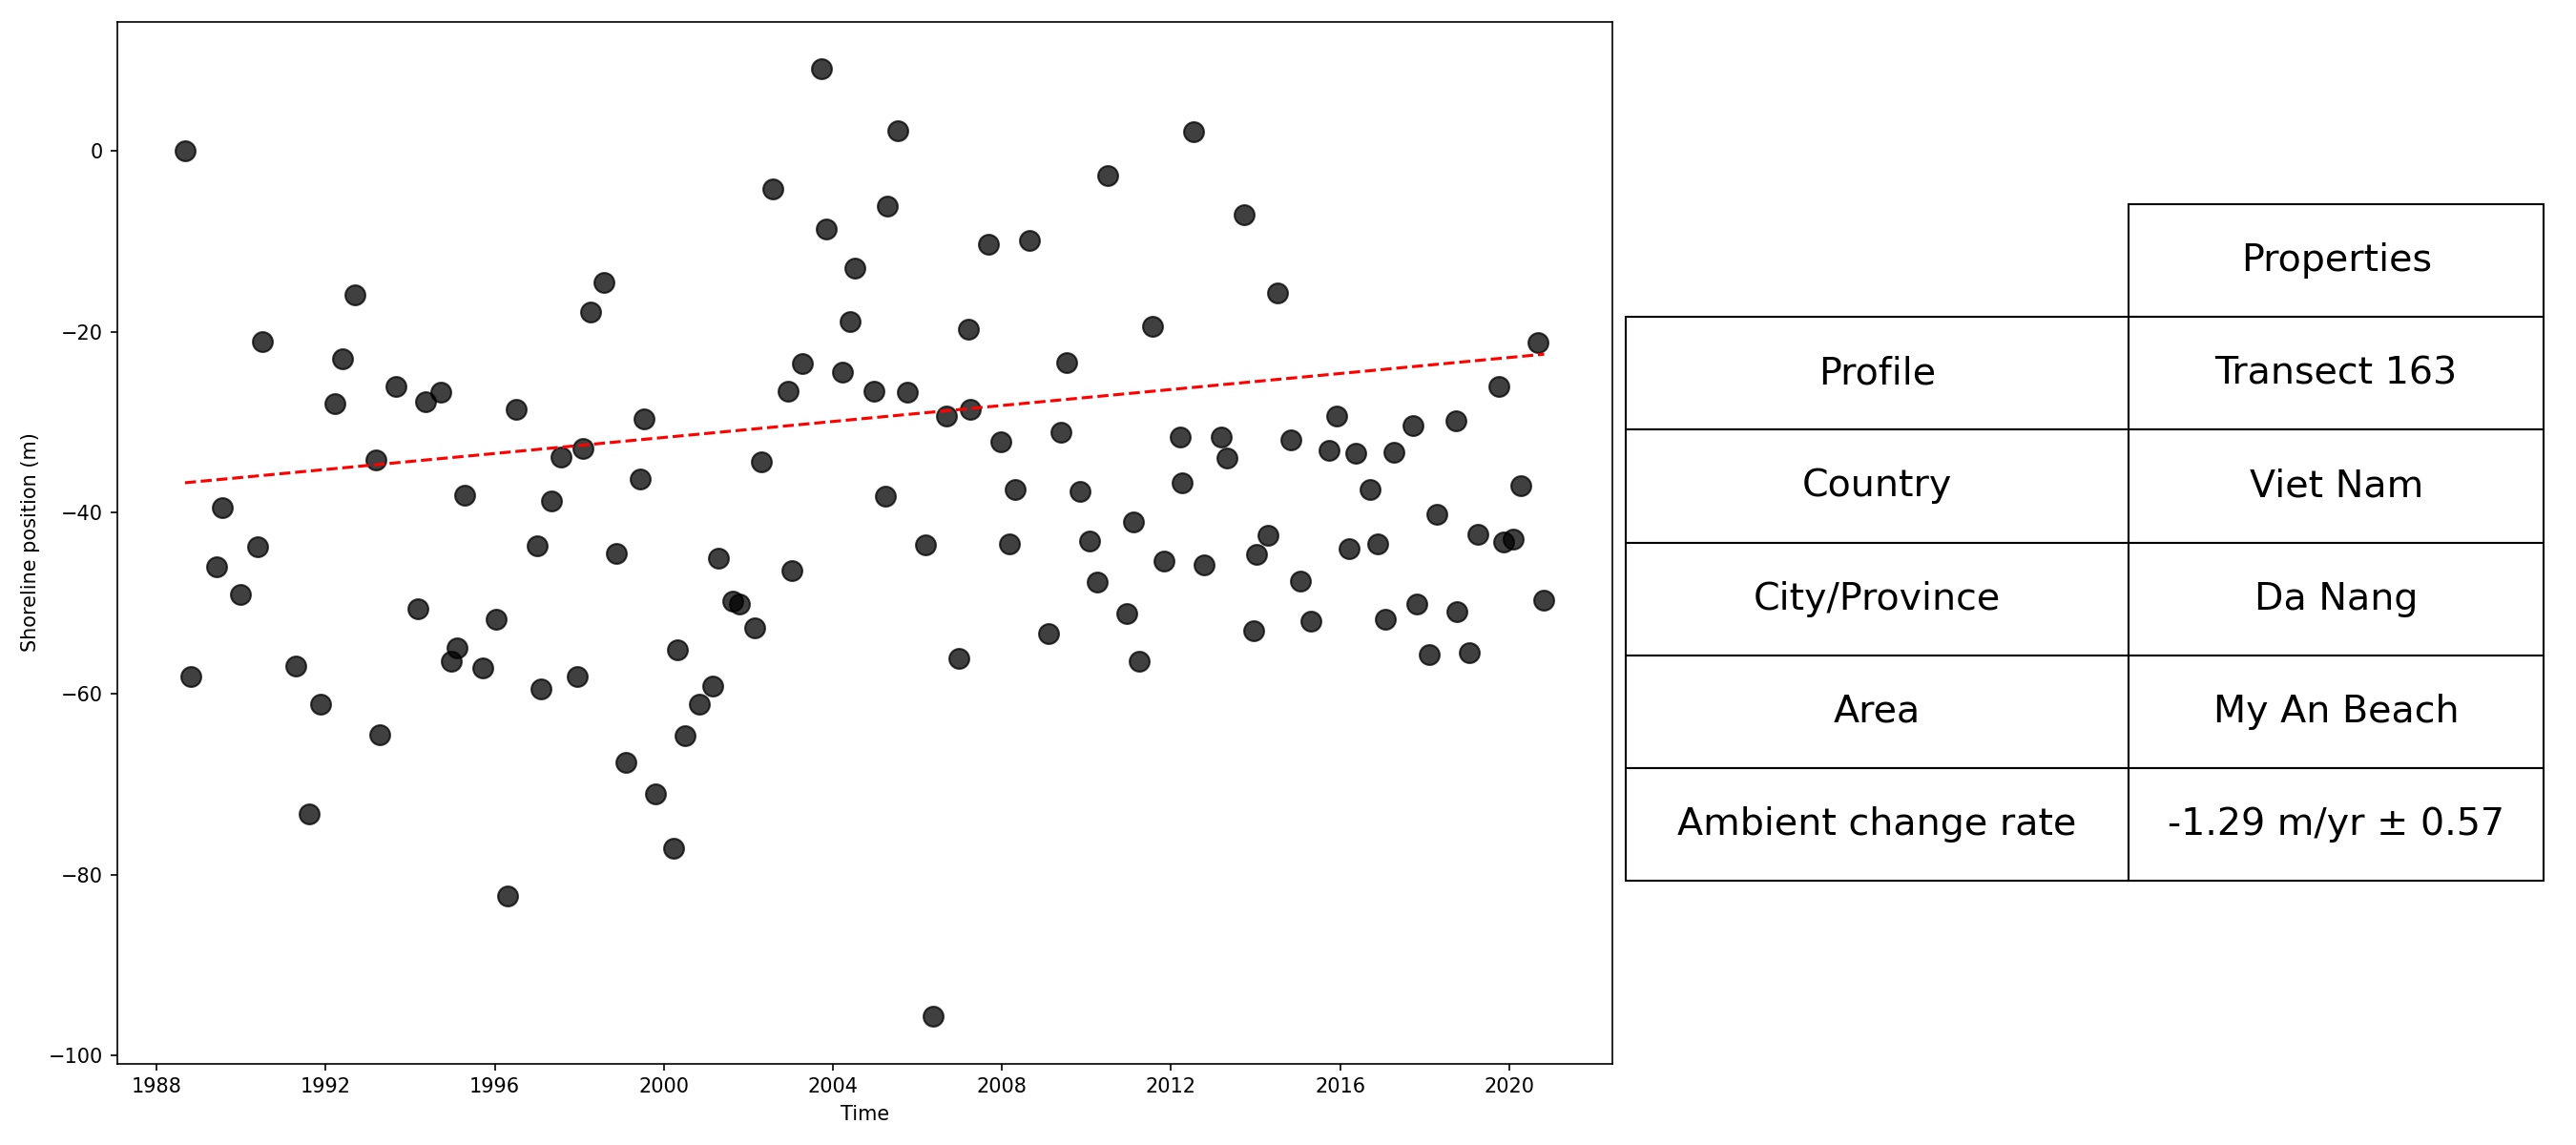 0
−20
−40
−60
−80
−100
Shoreline position (m)
1988 1992 1996 2000 2004 2008 2012 2016 2020
Time
Properties
Profile Transect 163
Country Viet Nam
City/Province Da Nang
Area My An Beach
Ambient change rate -1.29 m/yr ± 0.57